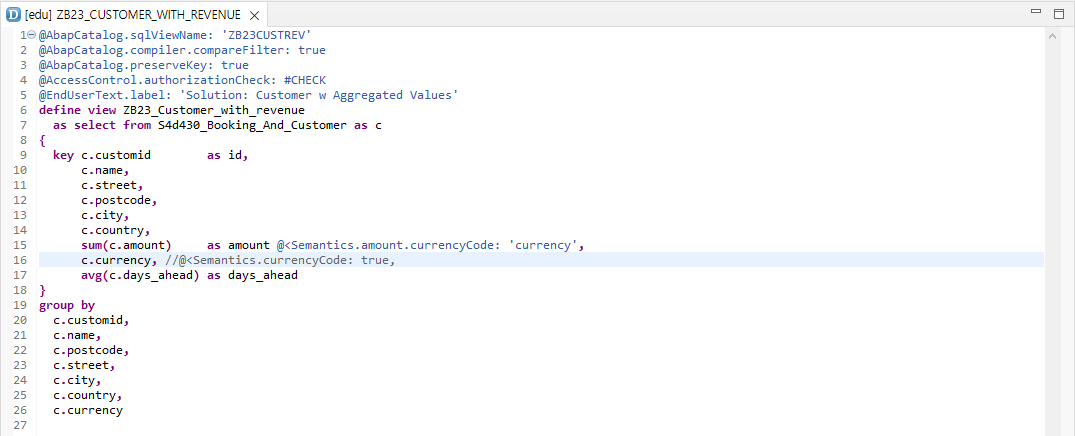 [edu] ZB23_CUSTOMER_WITH_REVENUE
1 @AbapCatalog.sqlViewName: 'ZB23CUSTREV'
2 @AbapCatalog.compiler.compareFilter: true
3 @AbapCatalog.preserveKey: true
4 @AccessControl.authorizationCheck: #CHECK
5 @EndUserText.label: 'Solution: Customer w Aggregated Values'
6 define view ZB23_Customer_with_revenue
7   as select from S4d430_Booking_And_Customer as c
8 {
9   key c.customid        as id,
10       c.name,
11       c.street,
12       c.postcode,
13       c.city,
14       c.country,
15       sum(c.amount)     as amount @<Semantics.amount.currencyCode: 'currency',
16       c.currency, //@<Semantics.currencyCode: true,
17       avg(c.days_ahead) as days_ahead
18 }
19 group by
20   c.customid,
21   c.name,
22   c.postcode,
23   c.street,
24   c.city,
25   c.country,
26   c.currency
27